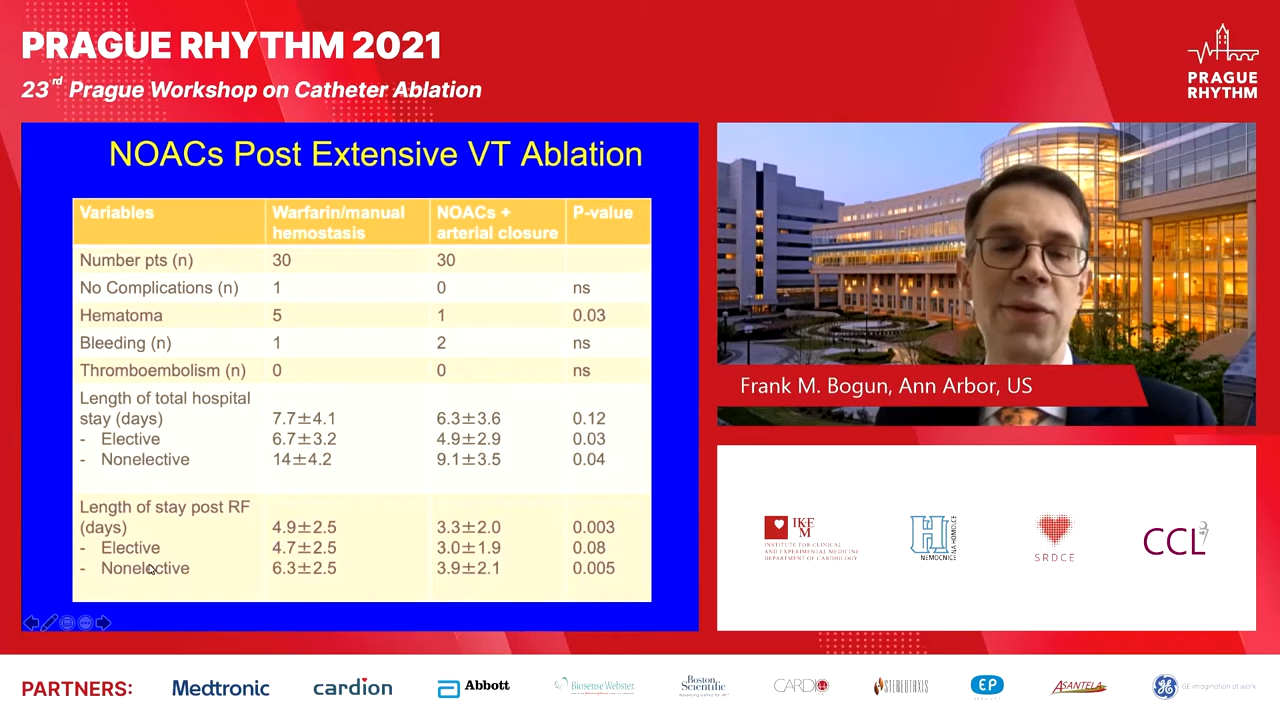 PRAGUE RHYTHM 2021
23rd Prague Workshop on Catheter Ablation
PRAGUE
RHYTHM
NOACs Post Extensive VT Ablation
Variables Warfarin/manual hemostasis NOACs + arterial closure P-value
Number pts (n) 30 30
No Complications (n) 1 0 ns
Hematoma 5 1 0.03
Bleeding (n) 1 2 ns
Thromboembolism (n) 0 0 ns
Length of total hospital
stay (days) 7.7±4.1 6.3±3.6 0.12
- Elective 6.7±3.2 4.9±2.9 0.03
- Nonelective 14±4.2 9.1±3.5 0.04
Length of stay post RF
(days) 4.9±2.5 3.3±2.0 0.003
- Elective 4.7±2.5 3.0±1.9 0.08
- Nonelective 6.3±2.5 3.9±2.1 0.005
Frank M. Bogun, Ann Arbor, US
IKEM
INSTITUTE FOR CLINICAL
AND EXPERIMENTAL MEDICINE
DEPARTMENT OF CARDIOLOGY
NEMOCNICE
NA HOMOLCE
SRDCE
CCL
PARTNERS:
Medtronic
cardion
Abbott
Biosense Webster
Boston
Scientific
CARDIO
STEREOTAXIS
EP
SERVICES
ASANTELA
GE imagination at work